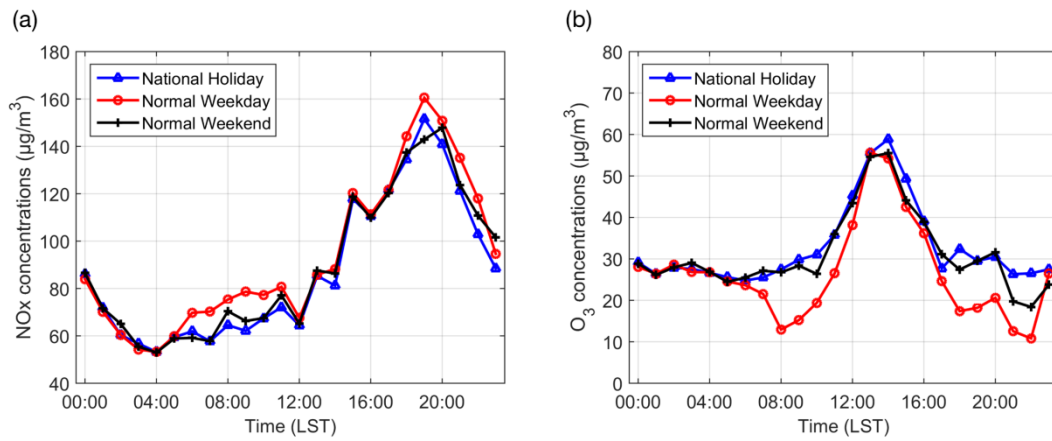 (a)
NOx concentrations (μg/m³)
180
160
140
120
100
80
60
40
National Holiday
Normal Weekday
Normal Weekend
00:00 04:00 08:00 12:00 16:00 20:00
Time (LST)
(b)
O₃ concentrations (μg/m³)
80
70
60
50
40
30
20
10
0
National Holiday
Normal Weekday
Normal Weekend
00:00 04:00 08:00 12:00 16:00 20:00
Time (LST)